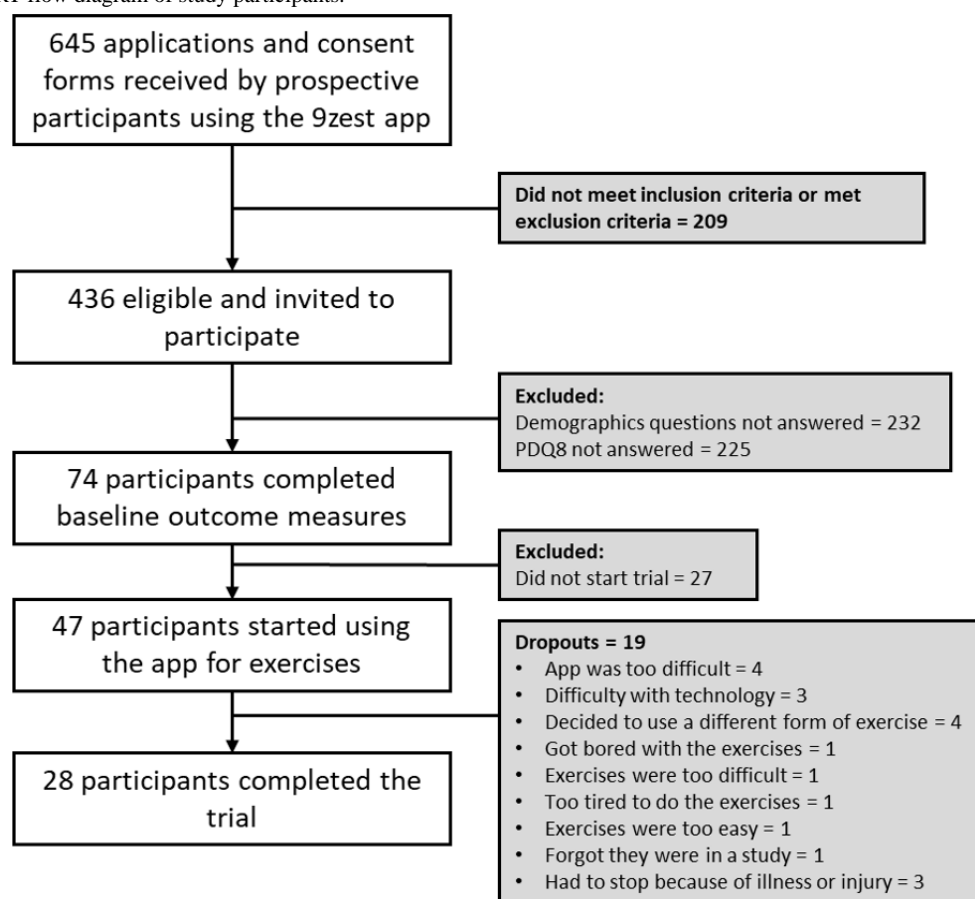 flow diagram of study participants.
645 applications and consent
forms received by prospective
participants using the 9zest app
Did not meet inclusion criteria or met
exclusion criteria = 209
436 eligible and invited to
participate
Excluded:
Demographics questions not answered = 232
PDQ8 not answered = 225
74 participants completed
baseline outcome measures
Excluded:
Did not start trial = 27
47 participants started using
the app for exercises
Dropouts = 19
• App was too difficult = 4
• Difficulty with technology = 3
• Decided to use a different form of exercise = 4
• Got bored with the exercises = 1
• Exercises were too difficult = 1
• Too tired to do the exercises = 1
• Exercises were too easy = 1
• Forgot they were in a study = 1
• Had to stop because of illness or injury = 3
28 participants completed the
trial